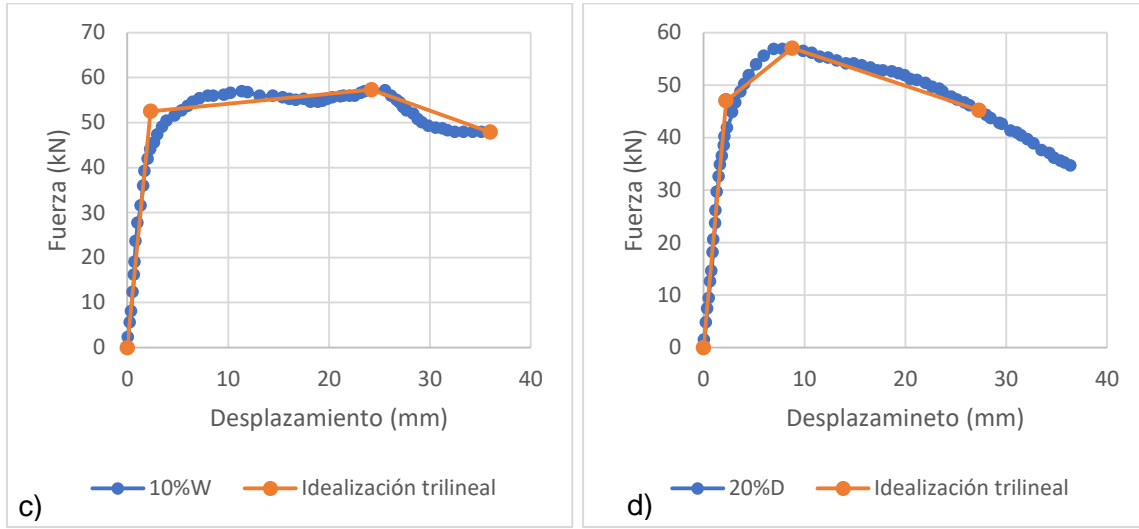 70
60
50
40
30
20
10
0
Fuerza (kN)
0 10 20 30 40
Desplazamiento (mm)
10%W Idealización trilineal
c)
60
50
40
30
20
10
0
Fuerza (kN)
0 10 20 30 40
Desplazamineto (mm)
20%D Idealización trilineal
d)